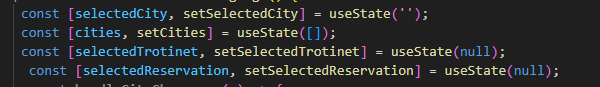 const [selectedCity, setSelectedCity] = useState('');
const [cities, setCities] = useState([]);
const [selectedTrotinet, setSelectedTrotinet] = useState(null);
const [selectedReservation, setSelectedReservation] = useState(null);